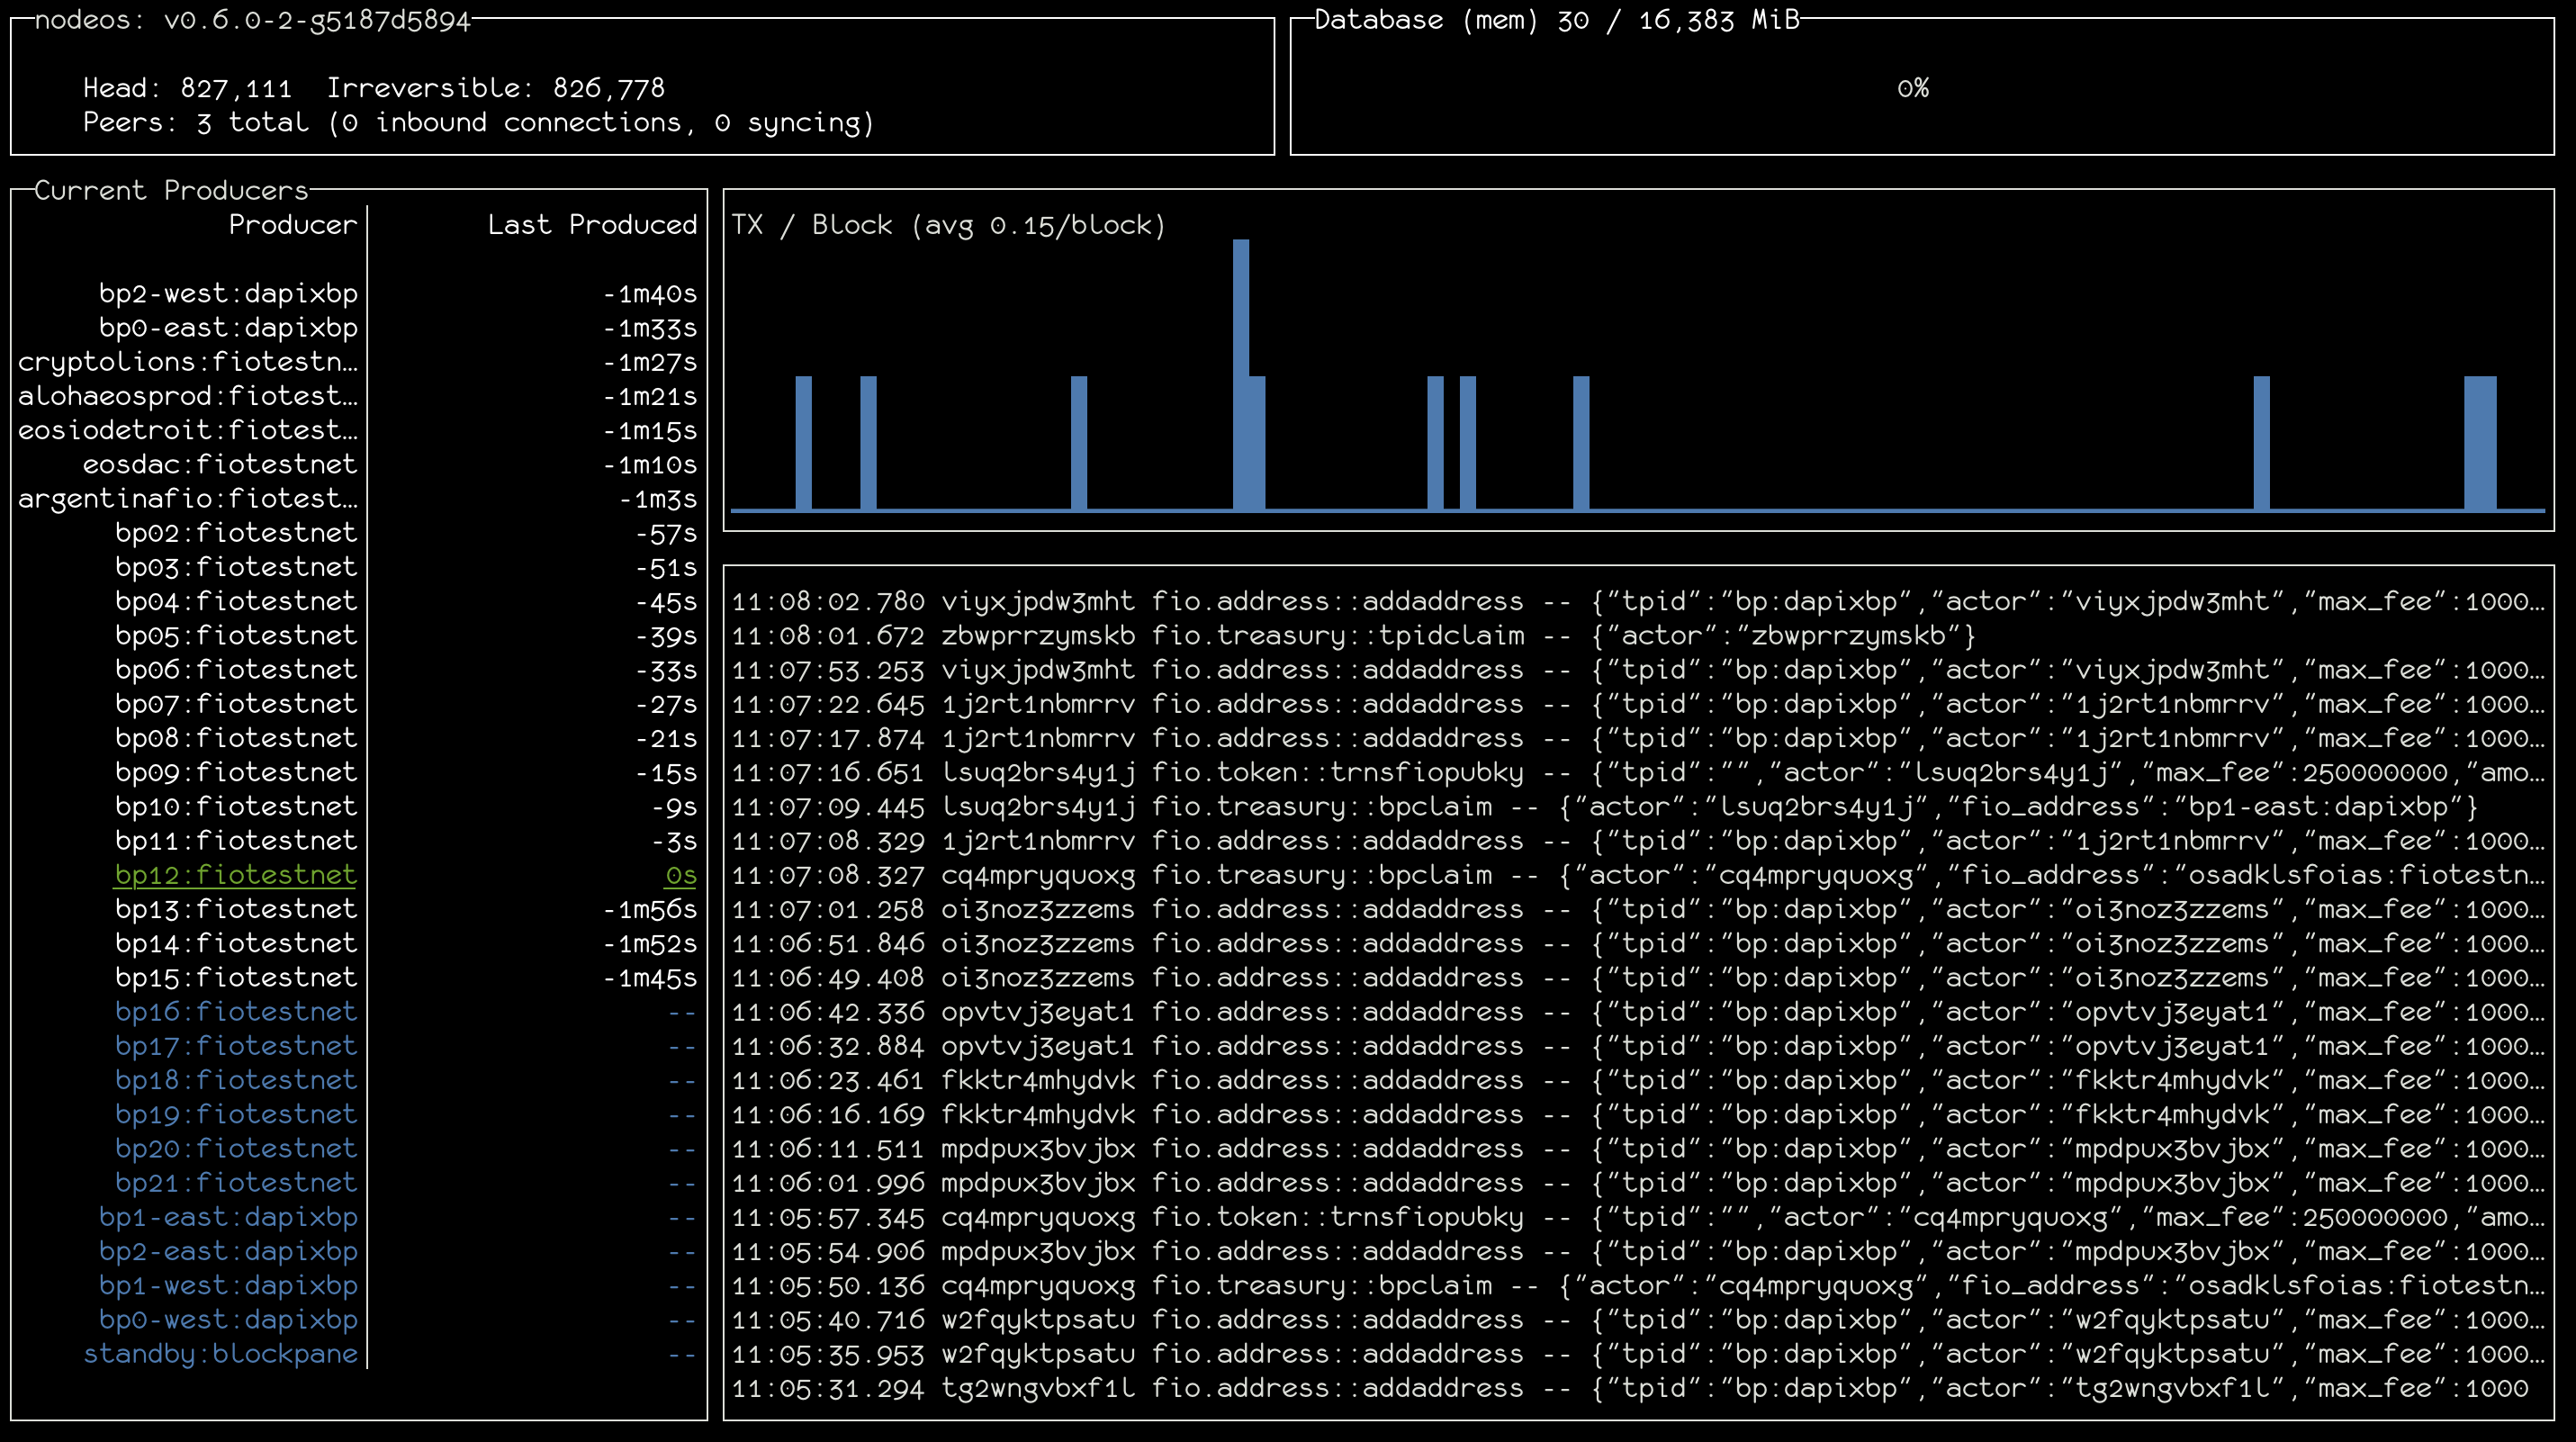 nodeos: v0.6.0-2-g5187d5894
Head: 827,111 Irreversible: 826,778
Peers: 3 total (0 inbound connections, 0 syncing)
Database (mem) 30 / 16,383 MiB
0%
Current Producers
Producer Last Produced
bp2-west:dapixbp -1m40s
bp0-east:dapixbp -1m33s
cryptolions:fiotestn… -1m27s
alohaeosprod:fiotest… -1m21s
eosiodetroit:fiotest… -1m15s
eosdac:fiotestnet -1m10s
argentinafio:fiotest… -1m3s
bp02:fiotestnet -57s
bp03:fiotestnet -51s
bp04:fiotestnet -45s
bp05:fiotestnet -39s
bp06:fiotestnet -33s
bp07:fiotestnet -27s
bp08:fiotestnet -21s
bp09:fiotestnet -15s
bp10:fiotestnet -9s
bp11:fiotestnet -3s
bp12:fiotestnet 0s
bp13:fiotestnet -1m56s
bp14:fiotestnet -1m52s
bp15:fiotestnet -1m45s
bp16:fiotestnet --
bp17:fiotestnet --
bp18:fiotestnet --
bp19:fiotestnet --
bp20:fiotestnet --
bp21:fiotestnet --
bp1-east:dapixbp --
bp2-east:dapixbp --
bp1-west:dapixbp --
bp0-west:dapixbp --
standby:blockpane --
TX / Block (avg 0.15/block)
11:08:02.780 viyxjpdw3mht fio.address::addaddress -- {"tpid":"bp:dapixbp","actor":"viyxjpdw3mht","max_fee":1000…
11:08:01.672 zbwprrzymskb fio.treasury::tpidclaim -- {"actor":"zbwprrzymskb"}
11:07:53.253 viyxjpdw3mht fio.address::addaddress -- {"tpid":"bp:dapixbp","actor":"viyxjpdw3mht","max_fee":1000…
11:07:22.645 1j2rt1nbmrrv fio.address::addaddress -- {"tpid":"bp:dapixbp","actor":"1j2rt1nbmrrv","max_fee":1000…
11:07:17.874 1j2rt1nbmrrv fio.address::addaddress -- {"tpid":"bp:dapixbp","actor":"1j2rt1nbmrrv","max_fee":1000…
11:07:16.651 lsuq2brs4y1j fio.token::trnsfiopubky -- {"tpid":"","actor":"lsuq2brs4y1j","max_fee":250000000,"amo…
11:07:09.445 lsuq2brs4y1j fio.treasury::bpclaim -- {"actor":"lsuq2brs4y1j","fio_address":"bp1-east:dapixbp"}
11:07:08.329 1j2rt1nbmrrv fio.address::addaddress -- {"tpid":"bp:dapixbp","actor":"1j2rt1nbmrrv","max_fee":1000…
11:07:08.327 cq4mpryquoxg fio.treasury::bpclaim -- {"actor":"cq4mpryquoxg","fio_address":"osadklsfoias:fiotestn…
11:07:01.258 oi3noz3zzems fio.address::addaddress -- {"tpid":"bp:dapixbp","actor":"oi3noz3zzems","max_fee":1000…
11:06:51.846 oi3noz3zzems fio.address::addaddress -- {"tpid":"bp:dapixbp","actor":"oi3noz3zzems","max_fee":1000…
11:06:49.408 oi3noz3zzems fio.address::addaddress -- {"tpid":"bp:dapixbp","actor":"oi3noz3zzems","max_fee":1000…
11:06:42.336 opvtvj3eyat1 fio.address::addaddress -- {"tpid":"bp:dapixbp","actor":"opvtvj3eyat1","max_fee":1000…
11:06:32.884 opvtvj3eyat1 fio.address::addaddress -- {"tpid":"bp:dapixbp","actor":"opvtvj3eyat1","max_fee":1000…
11:06:23.461 fkktr4mhydvk fio.address::addaddress -- {"tpid":"bp:dapixbp","actor":"fkktr4mhydvk","max_fee":1000…
11:06:16.169 fkktr4mhydvk fio.address::addaddress -- {"tpid":"bp:dapixbp","actor":"fkktr4mhydvk","max_fee":1000…
11:06:11.511 mpdpux3bvjbx fio.address::addaddress -- {"tpid":"bp:dapixbp","actor":"mpdpux3bvjbx","max_fee":1000…
11:06:01.996 mpdpux3bvjbx fio.address::addaddress -- {"tpid":"bp:dapixbp","actor":"mpdpux3bvjbx","max_fee":1000…
11:05:57.345 cq4mpryquoxg fio.token::trnsfiopubky -- {"tpid":"","actor":"cq4mpryquoxg","max_fee":250000000,"amo…
11:05:54.906 mpdpux3bvjbx fio.address::addaddress -- {"tpid":"bp:dapixbp","actor":"mpdpux3bvjbx","max_fee":1000…
11:05:50.136 cq4mpryquoxg fio.treasury::bpclaim -- {"actor":"cq4mpryquoxg","fio_address":"osadklsfoias:fiotestn…
11:05:40.716 w2fqyktpsatu fio.address::addaddress -- {"tpid":"bp:dapixbp","actor":"w2fqyktpsatu","max_fee":1000…
11:05:35.953 w2fqyktpsatu fio.address::addaddress -- {"tpid":"bp:dapixbp","actor":"w2fqyktpsatu","max_fee":1000…
11:05:31.294 tg2wngvbxf1l fio.address::addaddress -- {"tpid":"bp:dapixbp","actor":"tg2wngvbxf1l","max_fee":1000